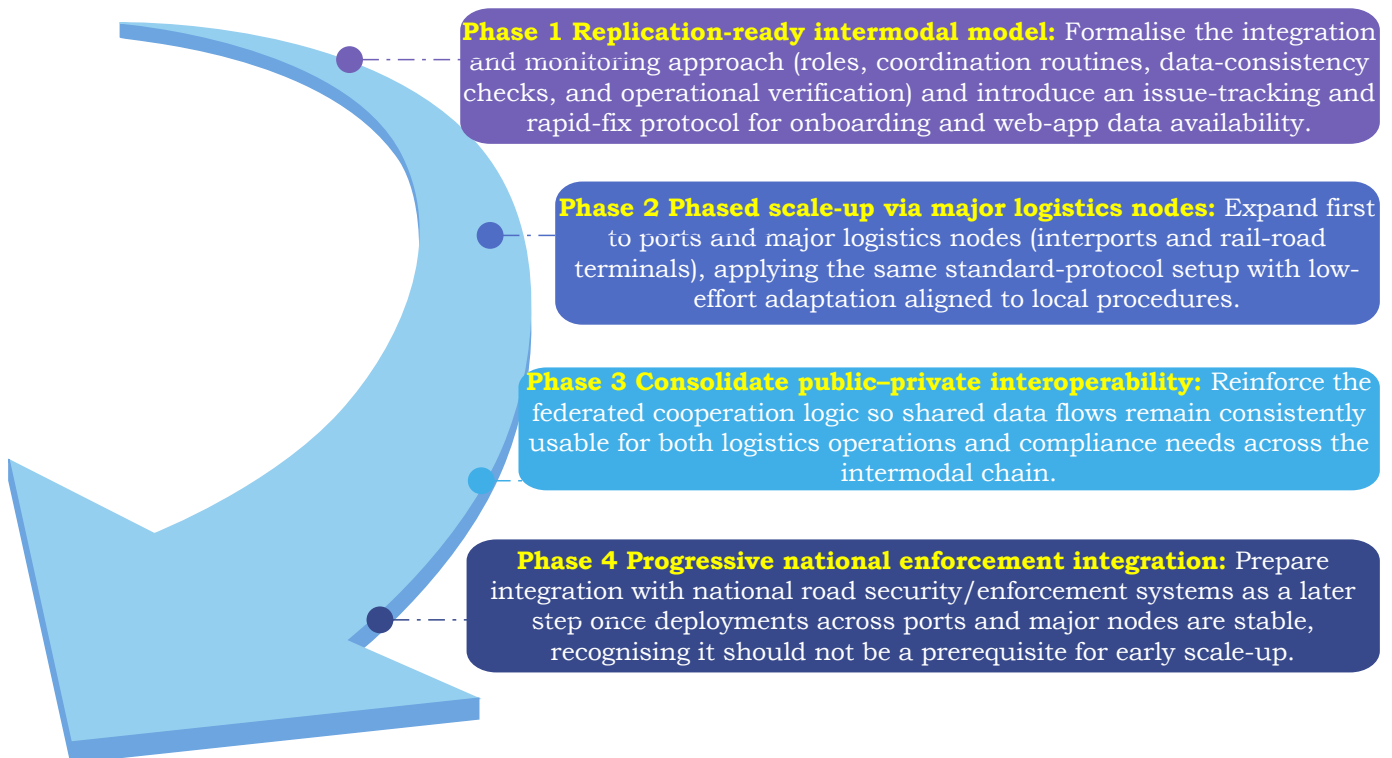 Phase 1 Replication-ready intermodal model: Formalise the integration
and monitoring approach (roles, coordination routines, data-consistency
checks, and operational verification) and introduce an issue-tracking and
rapid-fix protocol for onboarding and web-app data availability.
Phase 2 Phased scale-up via major logistics nodes: Expand first
to ports and major logistics nodes (interports and rail-road
terminals), applying the same standard-protocol setup with low-
effort adaptation aligned to local procedures.
Phase 3 Consolidate public–private interoperability: Reinforce the
federated cooperation logic so shared data flows remain consistently
usable for both logistics operations and compliance needs across the
intermodal chain.
Phase 4 Progressive national enforcement integration: Prepare
integration with national road security/enforcement systems as a later
step once deployments across ports and major nodes are stable,
recognising it should not be a prerequisite for early scale-up.